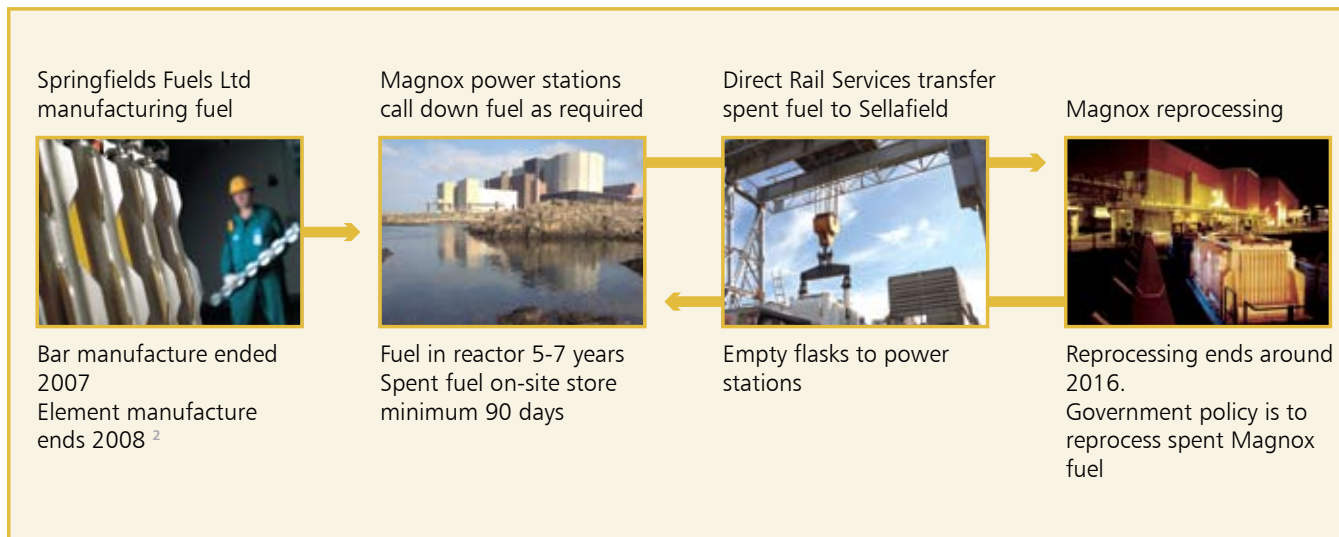 Springfields Fuels Ltd
manufacturing fuel
Bar manufacture ended
2007
Element manufacture
ends 2008 ²
Magnox power stations
call down fuel as required
Fuel in reactor 5-7 years
Spent fuel on-site store
minimum 90 days
Direct Rail Services transfer
spent fuel to Sellafield
Empty flasks to power
stations
Magnox reprocessing
Reprocessing ends around
2016.
Government policy is to
reprocess spent Magnox
fuel